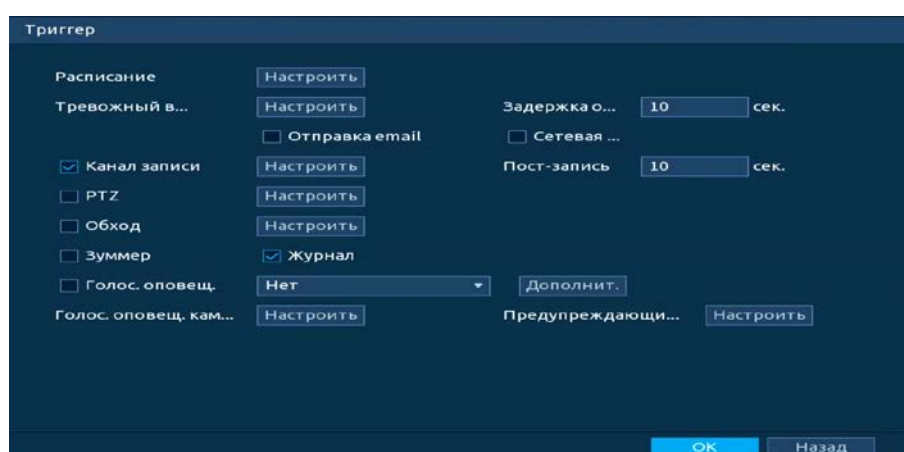 Триггер
Расписание Настроить
Тревожный в... Настроить Задержка о... 10 сек.
Отправка email Сетевая ...
Канал записи Настроить Пост-запись 10 сек.
PTZ Настроить
Обход Настроить
Зуммер Журнал
Голос. оповещ. Нет Дополнит.
Голос. оповещ. кам... Настроить Предупреждающи... Настроить
OK Назад